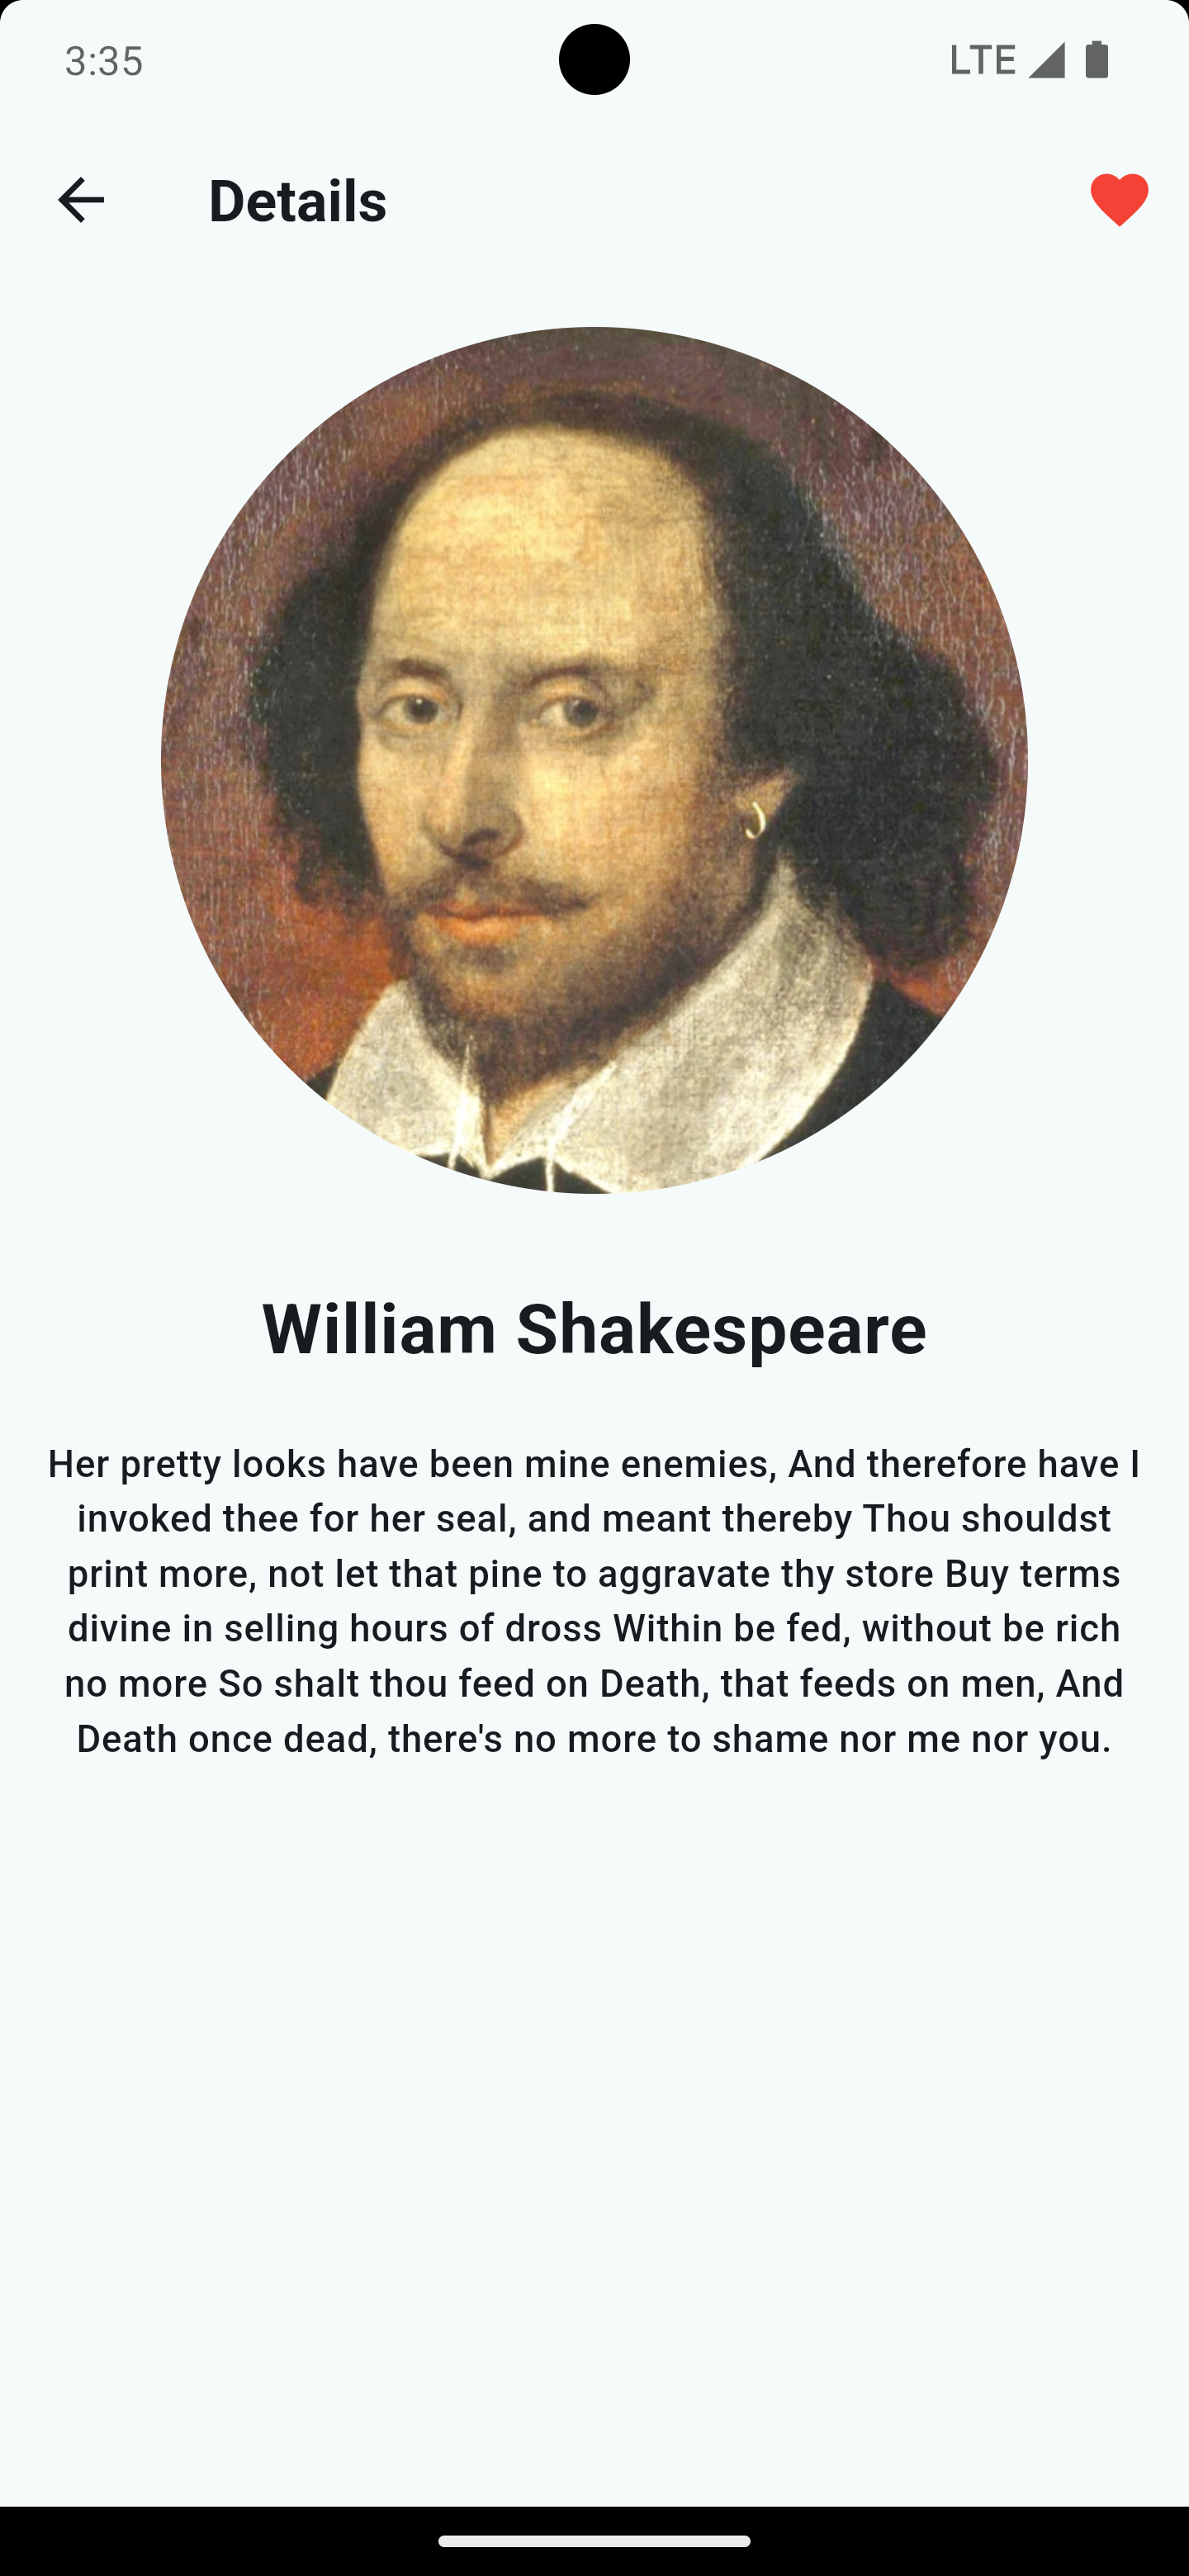 3:35
LTE
Details
William Shakespeare
Her pretty looks have been mine enemies, And therefore have I
invoked thee for her seal, and meant thereby Thou shouldst
print more, not let that pine to aggravate thy store Buy terms
divine in selling hours of dross Within be fed, without be rich
no more So shalt thou feed on Death, that feeds on men, And
Death once dead, there's no more to shame nor me nor you.